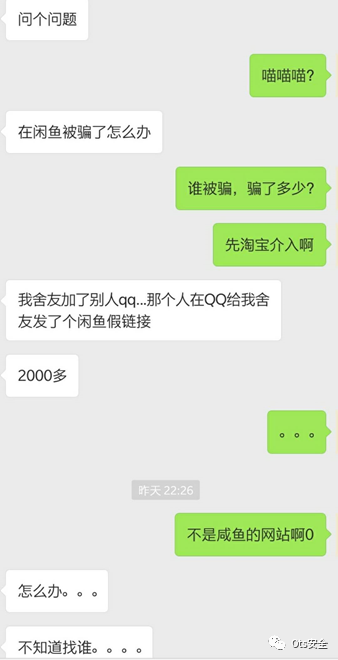 问个问题
喵喵喵？
在闲鱼被骗了怎么办
谁被骗，骗了多少？
先淘宝介入啊
我舍友加了别人qq...那个人在QQ给我舍
友发了个闲鱼假链接
2000多
。。。
昨天 22:26
不是咸鱼的网站啊0
怎么办。。。
不知道找谁。。。。
Ots安全